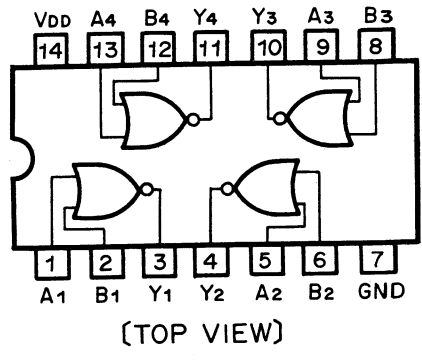 VDD A4 B4 Y4 Y3 A3 B3
14 13 12 11 10 9 8
1 2 3 4 5 6 7
A1 B1 Y1 Y2 A2 B2 GND
(TOP VIEW)